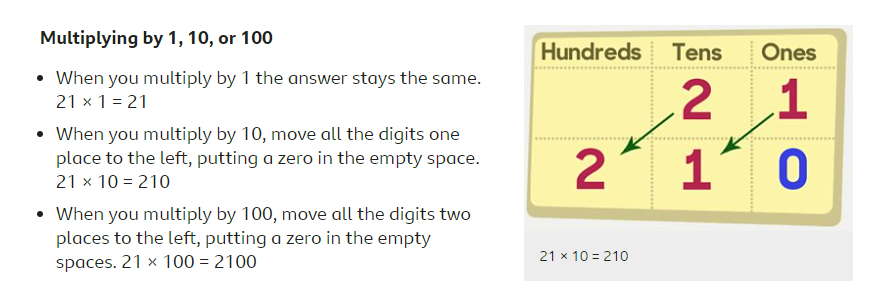 Multiplying by 1, 10, or 100
• When you multiply by 1 the answer stays the same.
21 × 1 = 21
• When you multiply by 10, move all the digits one
place to the left, putting a zero in the empty space.
21 × 10 = 210
• When you multiply by 100, move all the digits two
places to the left, putting a zero in the empty
spaces. 21 × 100 = 2100
Hundreds Tens Ones
2 1
2 1 0
21 × 10 = 210